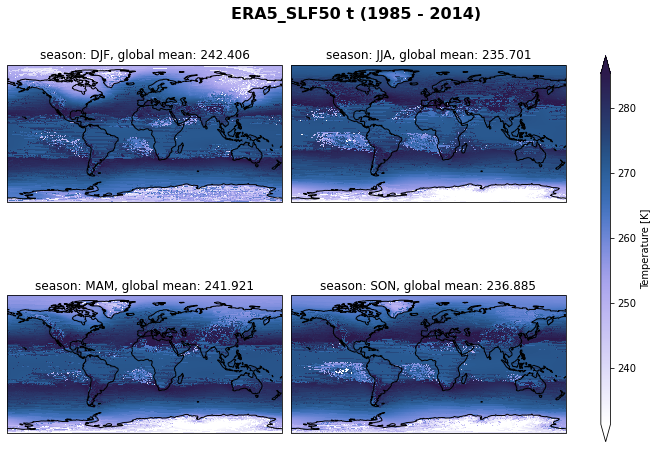 ERA5_SLF50 t (1985 - 2014)
season: DJF, global mean: 242.406
season: JJA, global mean: 235.701
season: MAM, global mean: 241.921
season: SON, global mean: 236.885
280
270
260
250
240
Temperature [K]